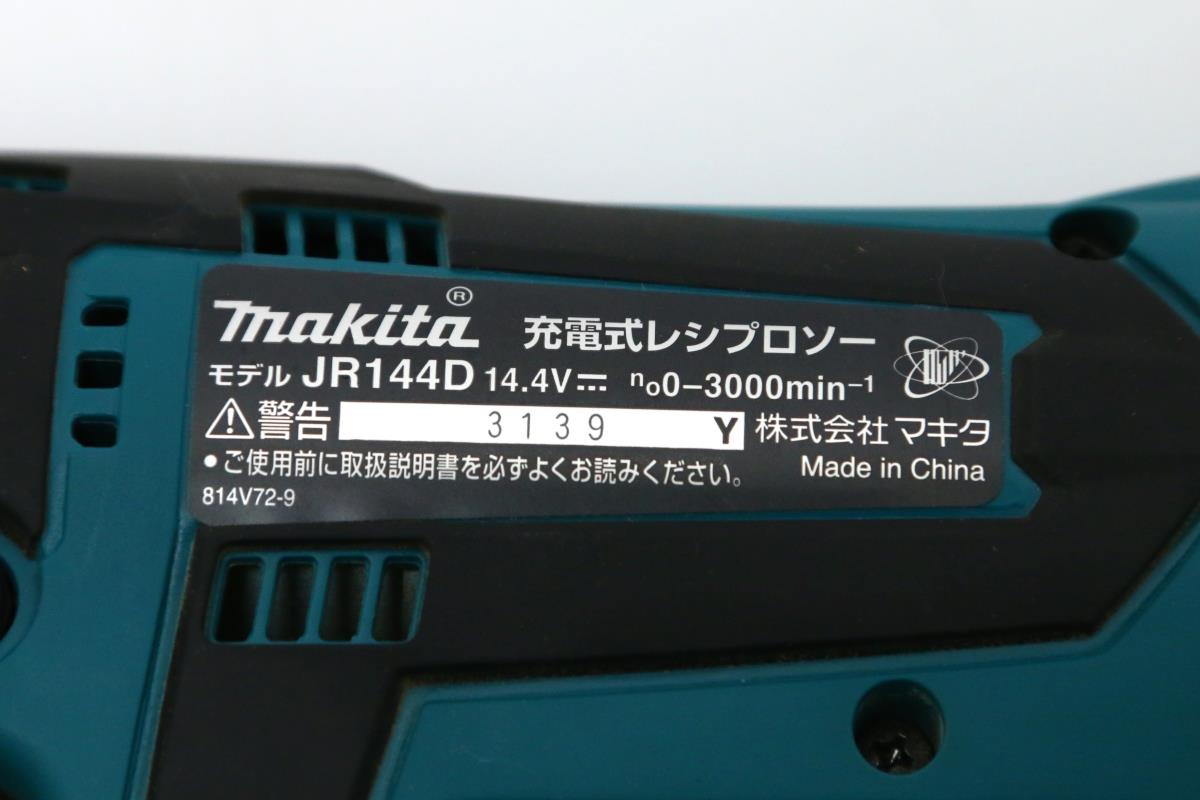 makita® 充電式レシプロソー
モデル JR144D 14.4V⎓ n₀0-3000min⁻¹
⚠警告 3139 Y 株式会社 マキタ
•ご使用前に取扱説明書を必ずよくお読みください。 Made in China
814V72-9